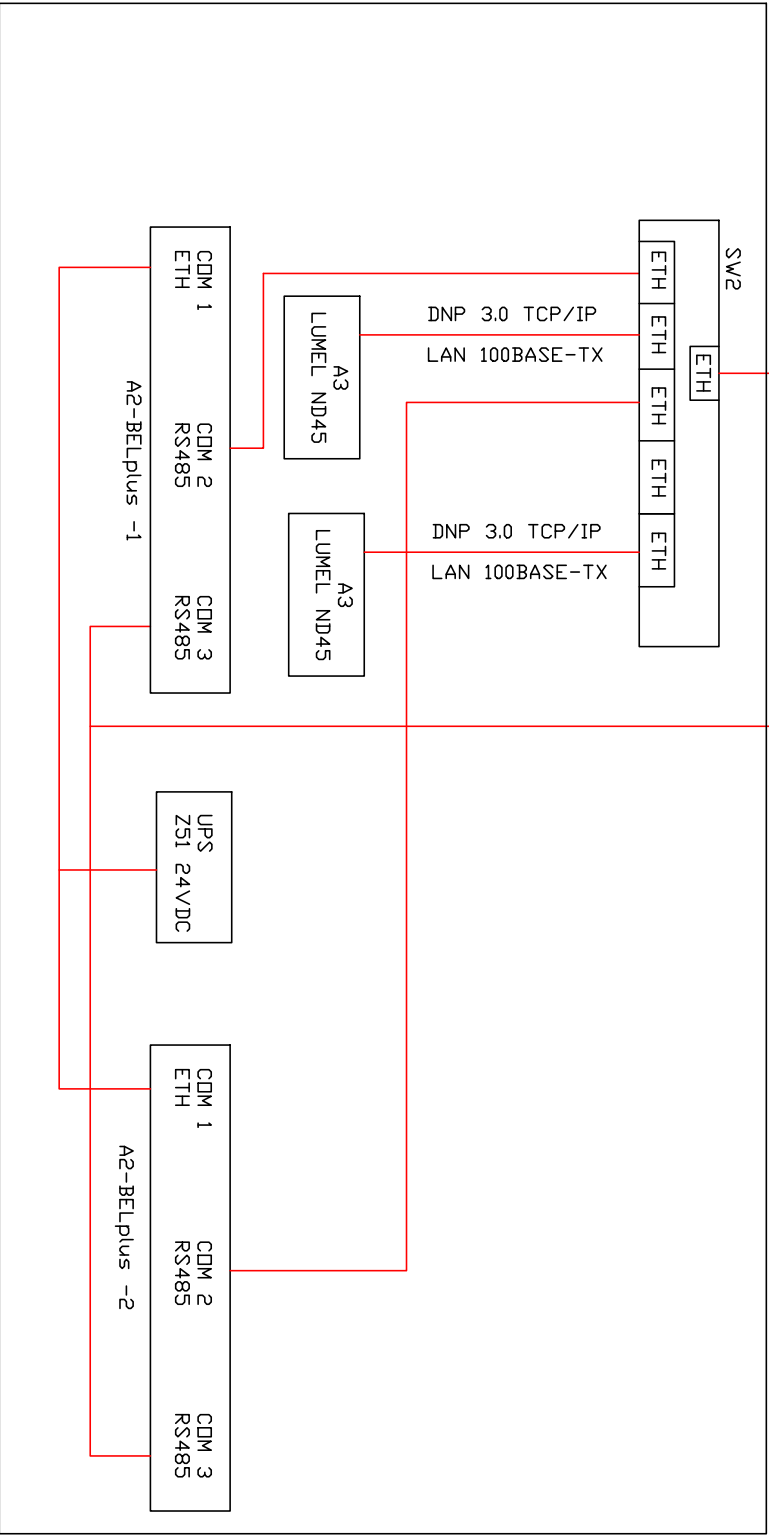 SW2
ETH
ETH
ETH
ETH
ETH
ETH
DNP 3.0 TCP/IP
LAN 100BASE-TX
DNP 3.0 TCP/IP
LAN 100BASE-TX
A3
LUMEL ND45
A3
LUMEL ND45
COM 1
ETH
COM 2
RS485
COM 3
RS485
A2-BELplus -1
UPS
Z51 24VDC
COM 1
ETH
COM 2
RS485
COM 3
RS485
A2-BELplus -2